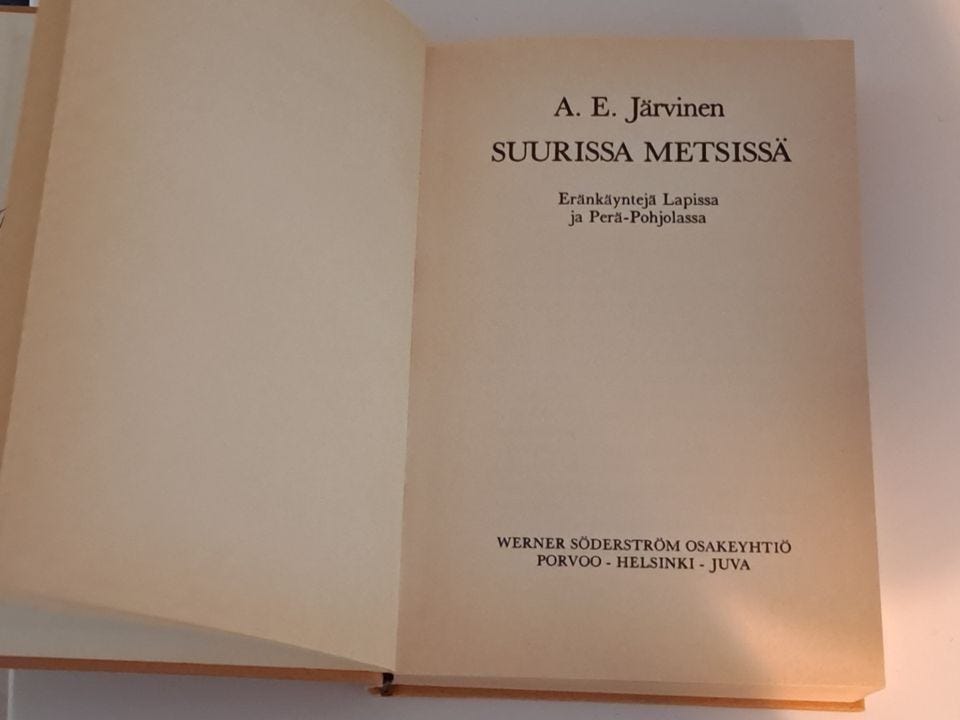 A. E. Järvinen
SUURISSA METSISSÄ
Eränkäyntejä Lapissa
ja Perä-Pohjolassa
WERNER SÖDERSTRÖM OSAKEYHTIÖ
PORVOO - HELSINKI - JUVA